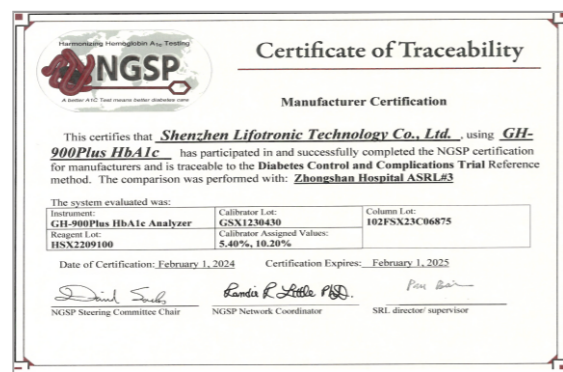 Harmonizing Hemoglobin A1c Testing
NGSP
A better A1C Test means better diabetes care
Certificate of Traceability
Manufacturer Certification
This certifies that Shenzhen Lifotronic Technology Co., Ltd. , using GH-
900Plus HbA1c has participated in and successfully completed the NGSP certification
for manufacturers and is traceable to the Diabetes Control and Complications Trial Reference
method. The comparison was performed with: Zhongshan Hospital ASRL#3
The system evaluated was:
Instrument: Calibrator Lot: Column Lot:
GH-900Plus HbA1c Analyzer GSX1230430 102FSX23C06875
Reagent Lot: Calibrator Assigned Values:
HSX2209100 5.40%, 10.20%
Date of Certification: February 1, 2024 Certification Expires: February 1, 2025
David Sacks Randie R Little PhD.
NGSP Steering Committee Chair NGSP Network Coordinator SRL director/ supervisor